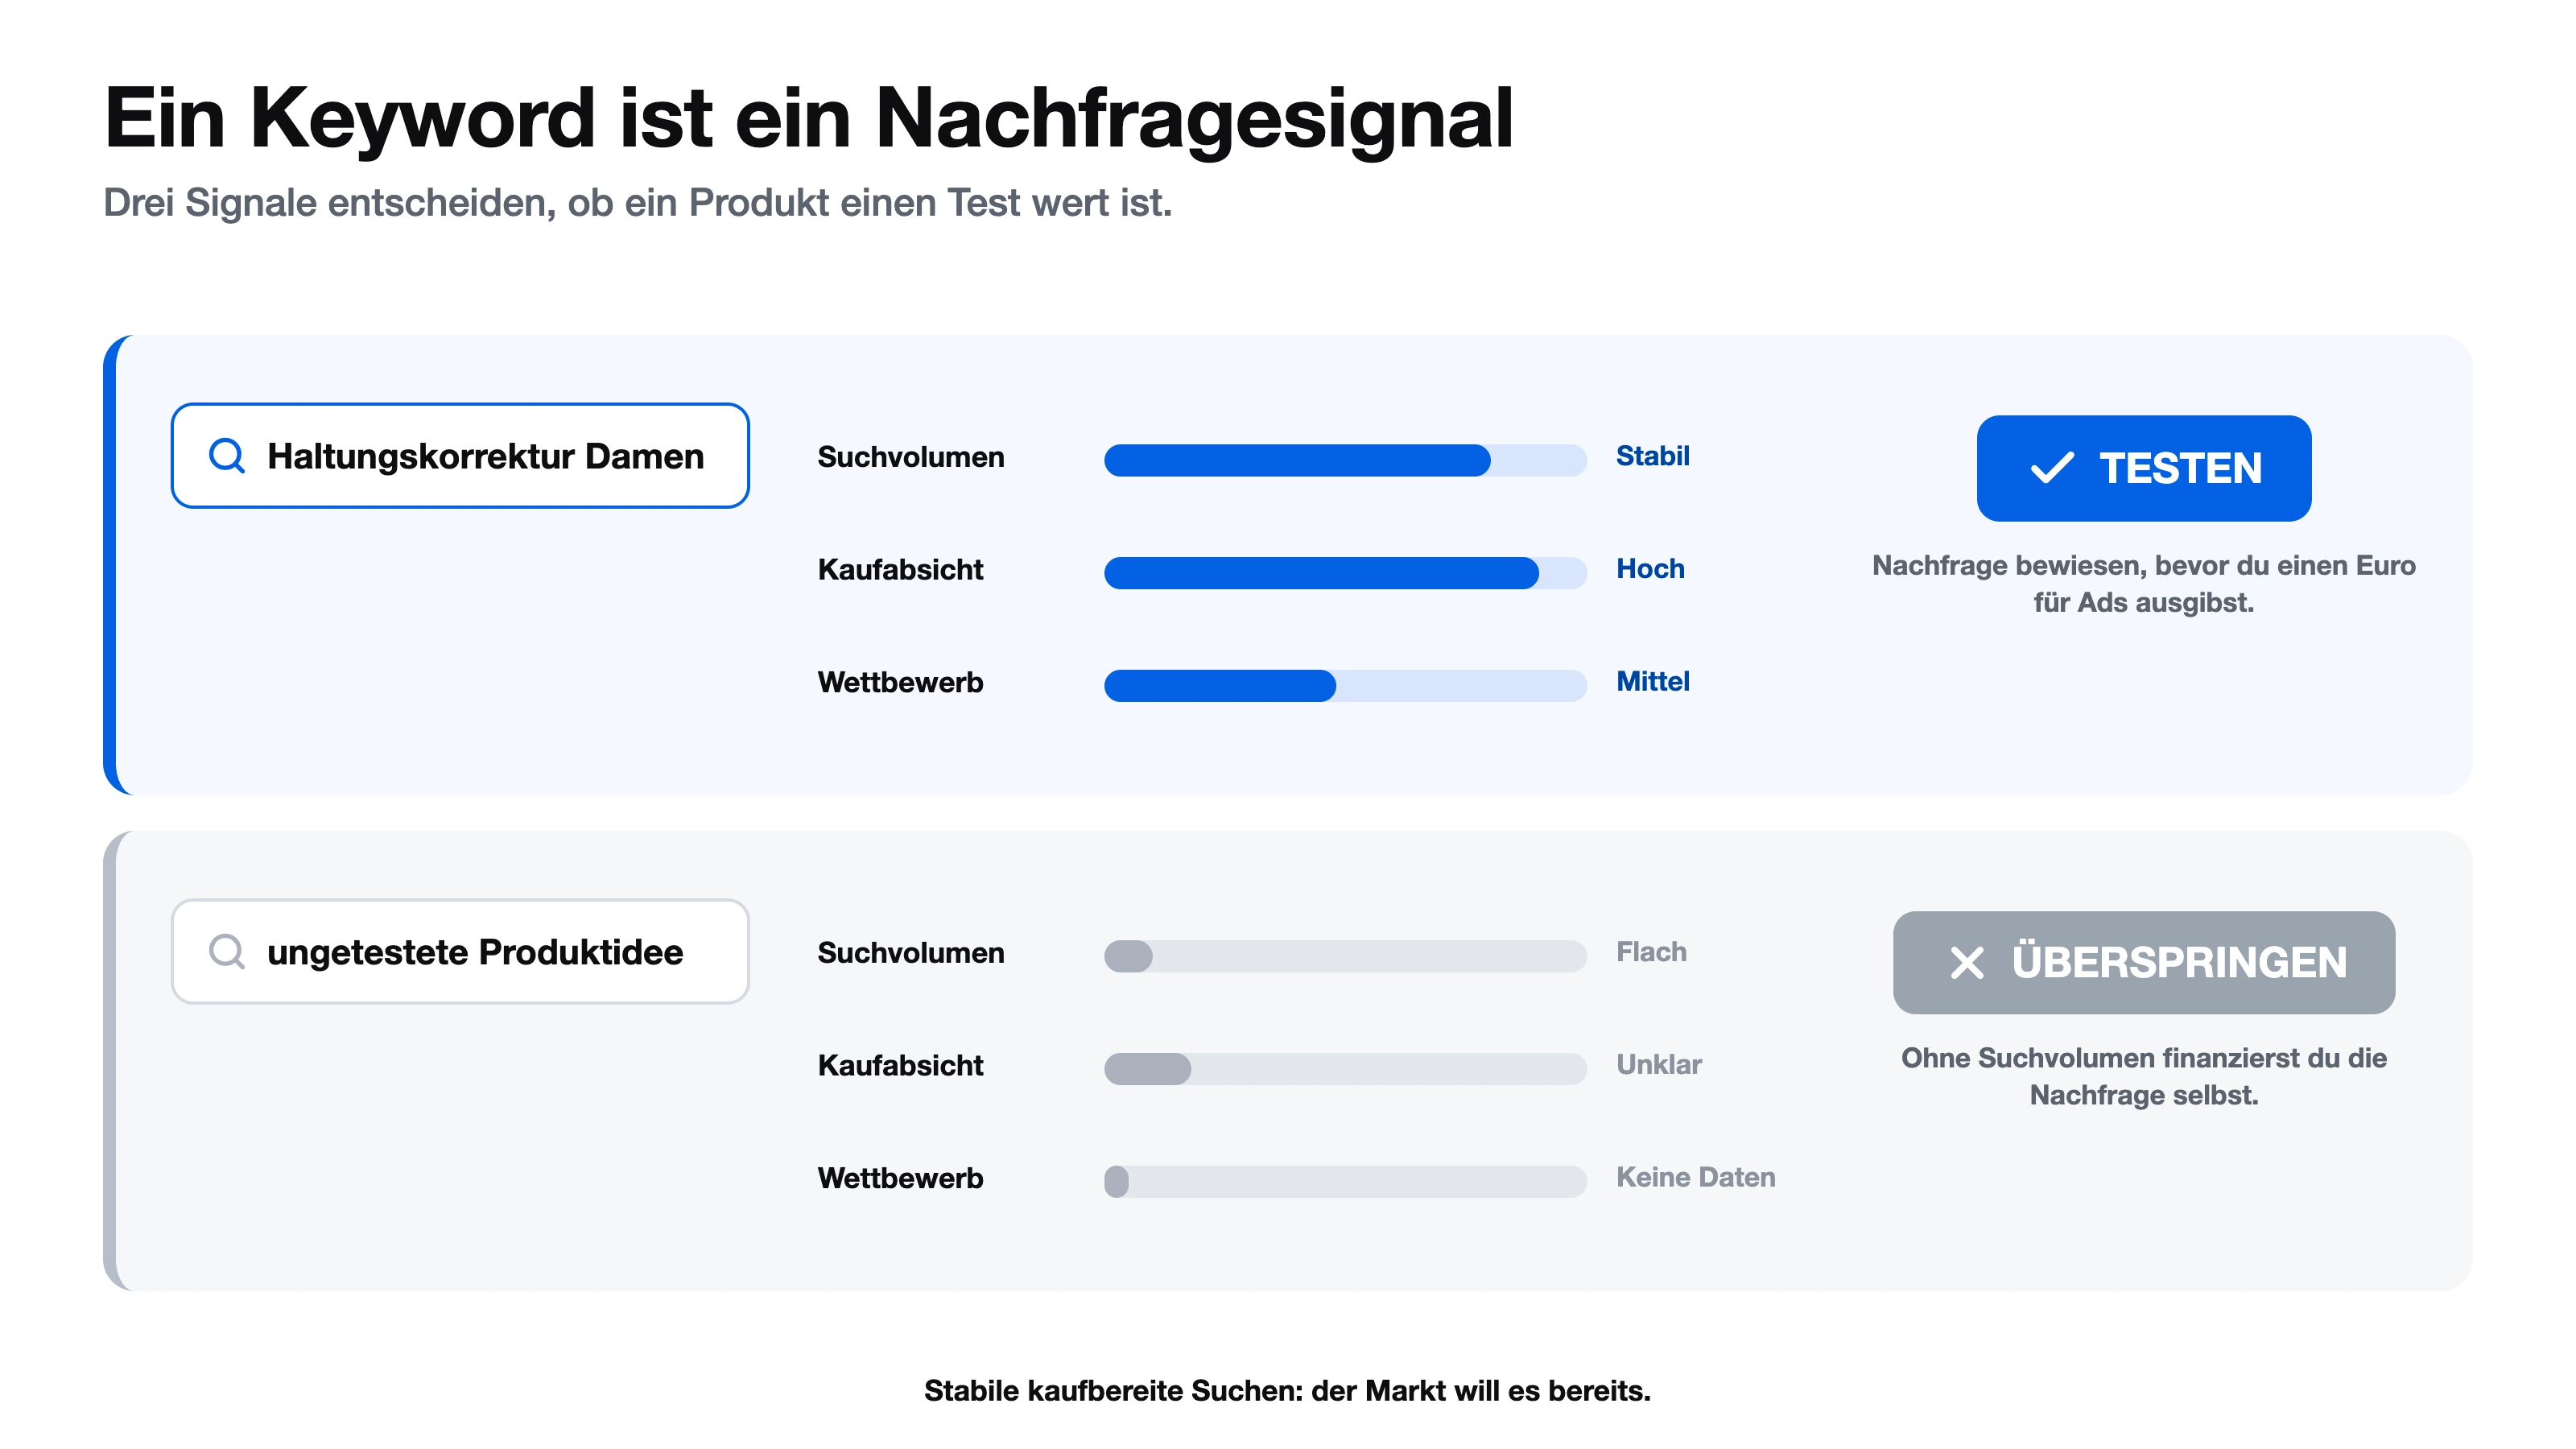 Ein Keyword ist ein Nachfragesignal
Drei Signale entscheiden, ob ein Produkt einen Test wert ist.
Haltungskorrektur Damen
Suchvolumen
Stabil
Kaufabsicht
Hoch
Wettbewerb
Mittel
TESTEN
Nachfrage bewiesen, bevor du einen Euro
für Ads ausgibst.
ungetestete Produktidee
Suchvolumen
Flach
Kaufabsicht
Unklar
Wettbewerb
Keine Daten
ÜBERSPRINGEN
Ohne Suchvolumen finanzierst du die
Nachfrage selbst.
Stabile kaufbereite Suchen: der Markt will es bereits.